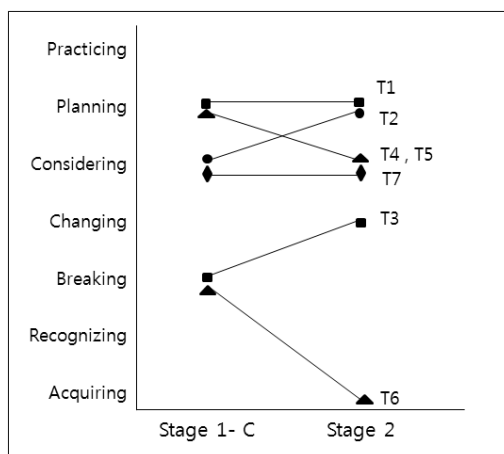 Practicing
Planning
Considering
Changing
Breaking
Recognizing
Acquiring
T1
T2
T4 , T5
T7
T3
T6
Stage 1- C
Stage 2